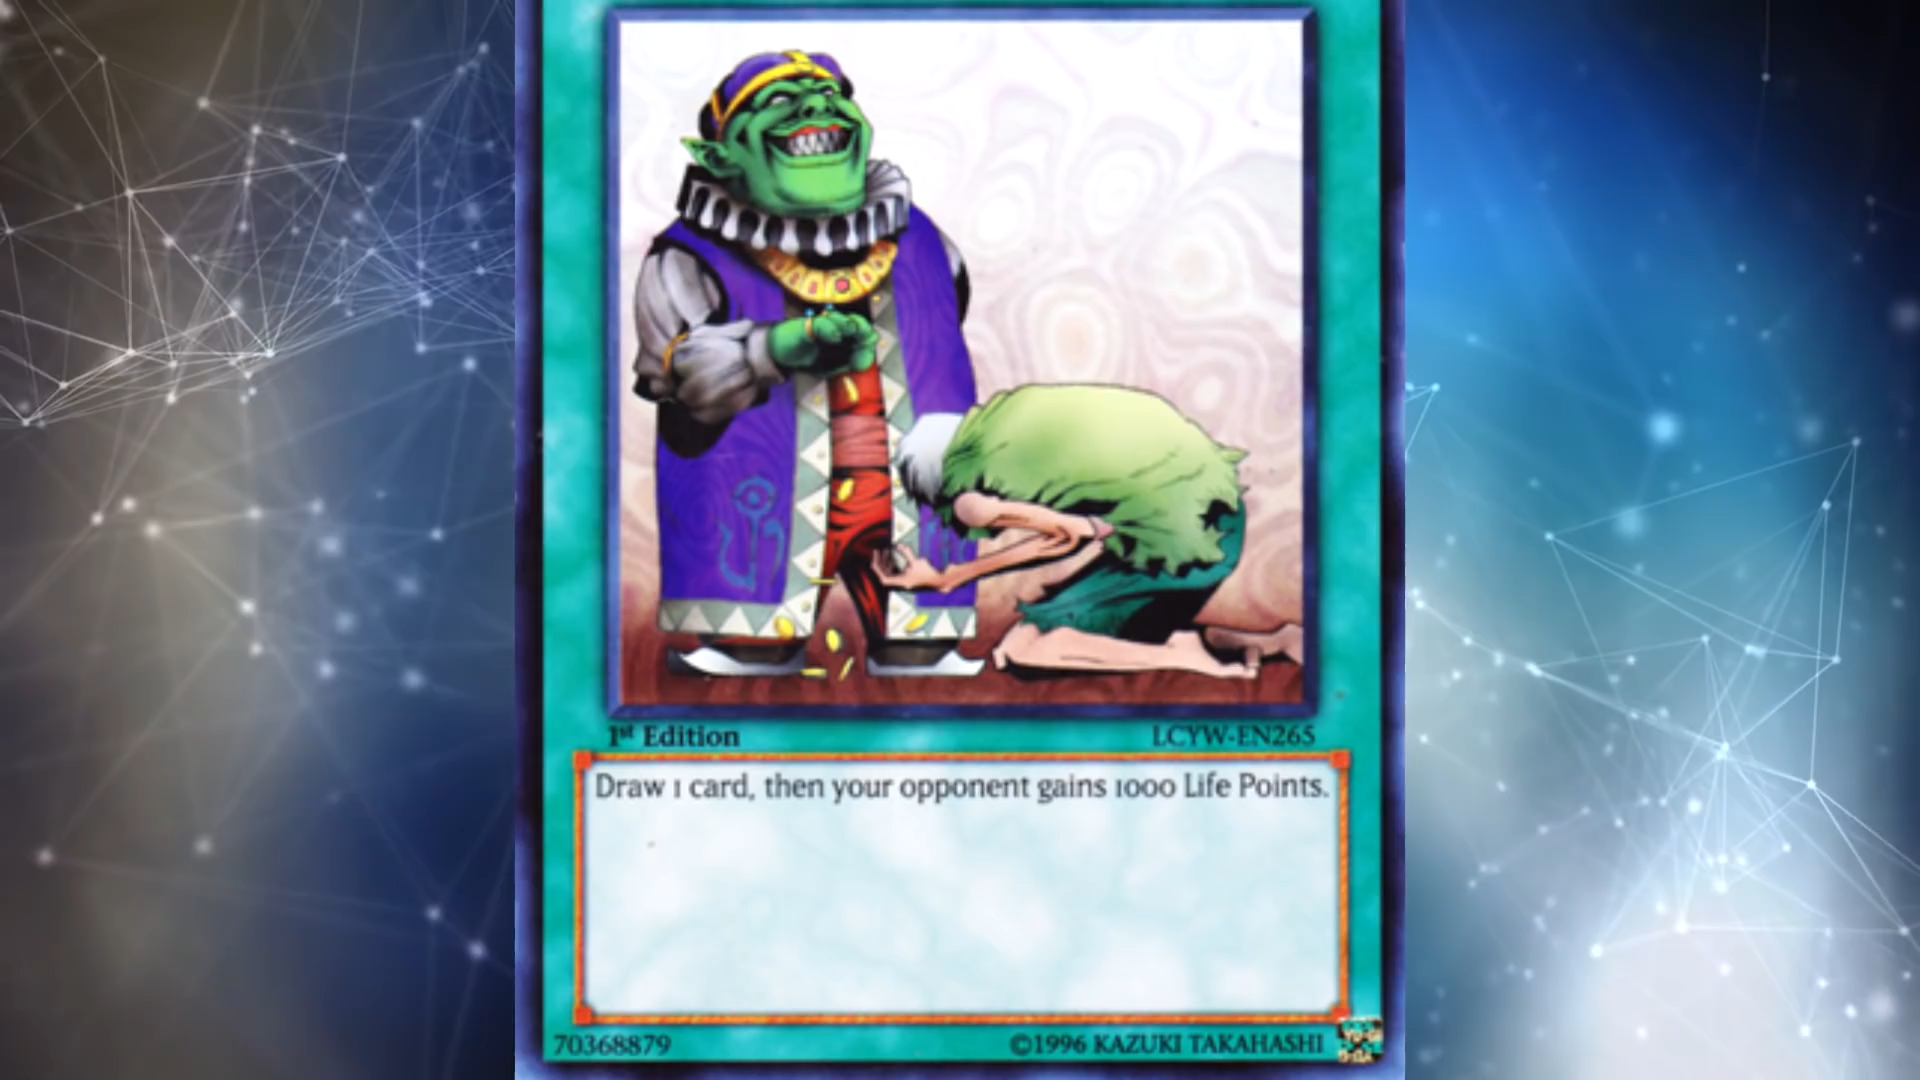 1st Edition
LCYW-EN265
Draw 1 card, then your opponent gains 1000 Life Points.
70368879
©1996 KAZUKI TAKAHASHI